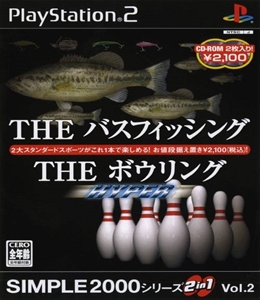 PlayStation®2
NTSC J
CD-ROM 2枚入り!
¥2,100
THE バスフィッシング
2大スタンダードスポーツがこれ1本で楽しめる! お値段据え置き¥2,100(税込)!!
THE ボウリング
HYPER
CERO
全年齢
SIMPLE2000シリーズ 2in1 Vol.2